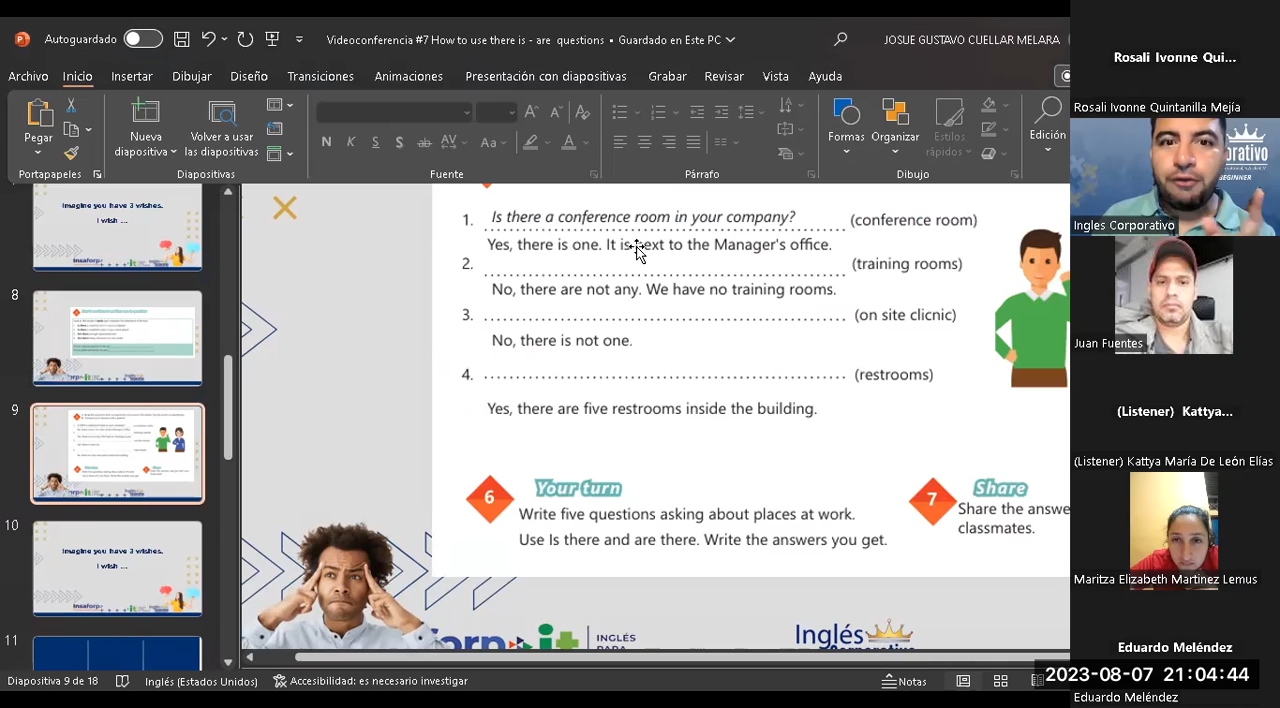 Autoguardado
Videoconferencia #7 How to use there is - are questions • Guardado en Este PC
JOSUE GUSTAVO CUELLAR MELARA
Archivo Inicio Insertar Dibujar Diseño Transiciones Animaciones Presentación con diapositivas Grabar Revisar Vista Ayuda
Pegar
Nueva diapositiva
Volver a usar las diapositivas
N K S S ab AV Aa A
Formas
Organizar
Estilos rápidos
Edición
Portapapeles
Diapositivas
Fuente
Párrafo
Dibujo
Imagine you have 3 wishes.
I wish ...
8
9
10
Imagine you have 3 wishes.
I wish ...
Insaforp
11
1. Is there a conference room in your company? (conference room)
Yes, there is one. It is next to the Manager's office.
2. (training rooms)
No, there are not any. We have no training rooms.
3. (on site clicnic)
No, there is not one.
4. (restrooms)
Yes, there are five restrooms inside the building.
6 Your turn
Write five questions asking about places at work.
Use Is there and are there. Write the answers you get.
7 Share
Share the answe
classmates.
INGLÉS
Inglés
Diapositiva 9 de 18
Inglés (Estados Unidos)
Accesibilidad: es necesario investigar
Notas
Rosali Ivonne Qui...
Rosali Ivonne Quintanilla Mejía
orativo
BEGINNER
Ingles Corporativo
Juan Fuentes
(Listener) Kattya...
(Listener) Kattya María De León Elías
Maritza Elizabeth Martinez Lemus
Eduardo Meléndez
2023-08-07 21:04:44
Eduardo Meléndez